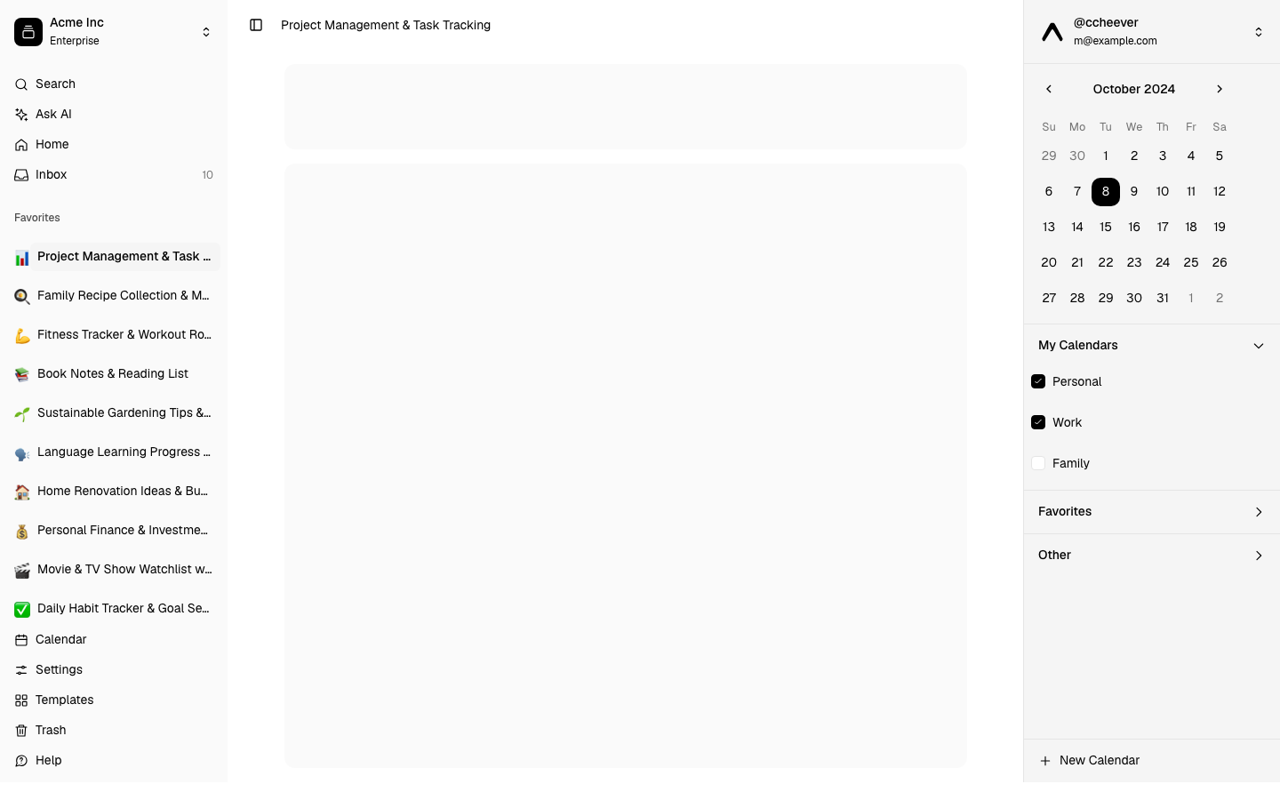 Acme Inc
Enterprise
Search
Ask AI
Home
Inbox 10
Favorites
Project Management & Task ...
Family Recipe Collection & M...
Fitness Tracker & Workout Ro...
Book Notes & Reading List
Sustainable Gardening Tips &...
Language Learning Progress ...
Home Renovation Ideas & Bu...
Personal Finance & Investme...
Movie & TV Show Watchlist w...
Daily Habit Tracker & Goal Se...
Calendar
Settings
Templates
Trash
Help
Project Management & Task Tracking
@ccheever
m@example.com
October 2024
Su Mo Tu We Th Fr Sa
29 30 1 2 3 4 5
6 7 8 9 10 11 12
13 14 15 16 17 18 19
20 21 22 23 24 25 26
27 28 29 30 31 1 2
My Calendars
Personal
Work
Family
Favorites
Other
New Calendar